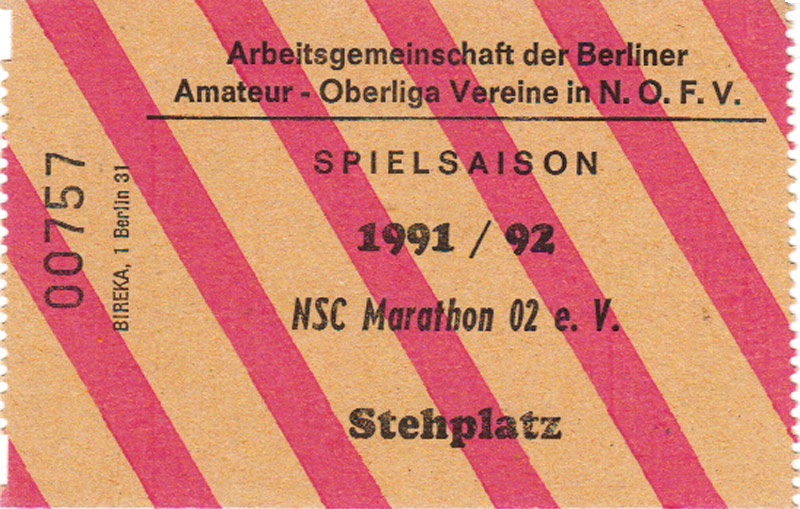 Arbeitsgemeinschaft der Berliner
Amateur - Oberliga Vereine in N. O. F. V.
SPIELSAISON
1991 / 92
NSC Marathon 02 e. V.
Stehplatz
00757
BIREKA, 1 Berlin 31